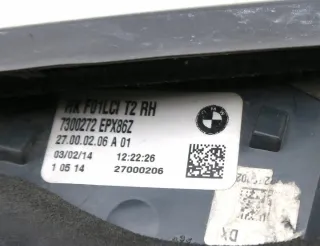 HK F01LCI T2 RH
7300272 EPX86Z
27.00.02.06 A 01
03/02/14 12:22:26
1 05 14 27000206
DX